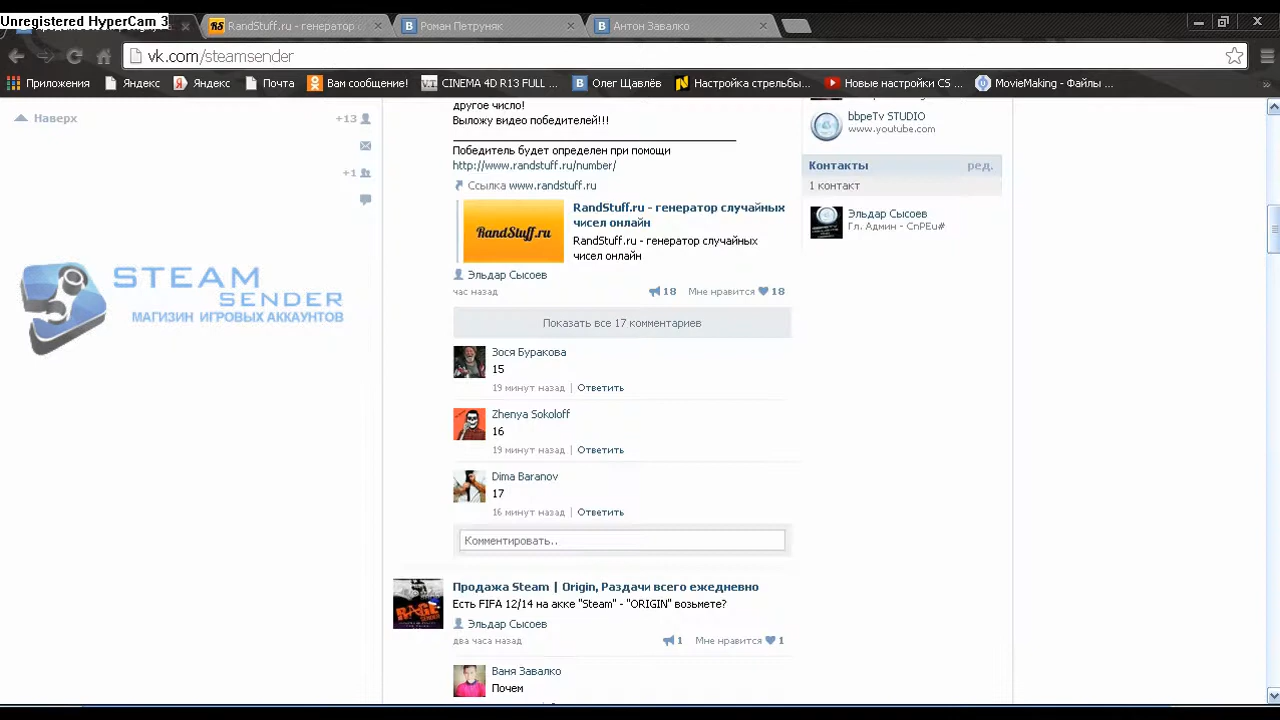 Unregistered HyperCam 3
RandStuff.ru - генератор с
Роман Петруняк
Антон Завалко
vk.com/steamsender
Приложения
Яндекс
Яндекс
Почта
Вам сообщение!
CINEMA 4D R13 FULL ...
Олег Щавлёв
Настройка стрельбы...
Новые настройки CS ...
MovieMaking - Файлы ...
Наверх
+13
+1
STEAM
SENDER
МАГАЗИН ИГРОВЫХ АККАУНТОВ
другое число!
Выложу видео победителей!!!
Победитель будет определен при помощи
http://www.randstuff.ru/number/
Ссылка www.randstuff.ru
RandStuff.ru
RandStuff.ru - генератор случайных
чисел онлайн
RandStuff.ru - генератор случайных
чисел онлайн
Эльдар Сысоев
час назад
18 Мне нравится 18
Показать все 17 комментариев
Зося Буракова
15
19 минут назад | Ответить
Zhenya Sokoloff
16
19 минут назад | Ответить
Dima Baranov
17
16 минут назад | Ответить
Комментировать..
Продажа Steam | Origin, Раздачи всего ежедневно
Есть FIFA 12/14 на акке "Steam" - "ORIGIN" возьмете?
Эльдар Сысоев
два часа назад
1 Мне нравится 1
Ваня Завалко
Почем
bbpeTv STUDIO
www.youtube.com
Контакты ред.
1 контакт
Эльдар Сысоев
Гл. Админ - CnPEu#